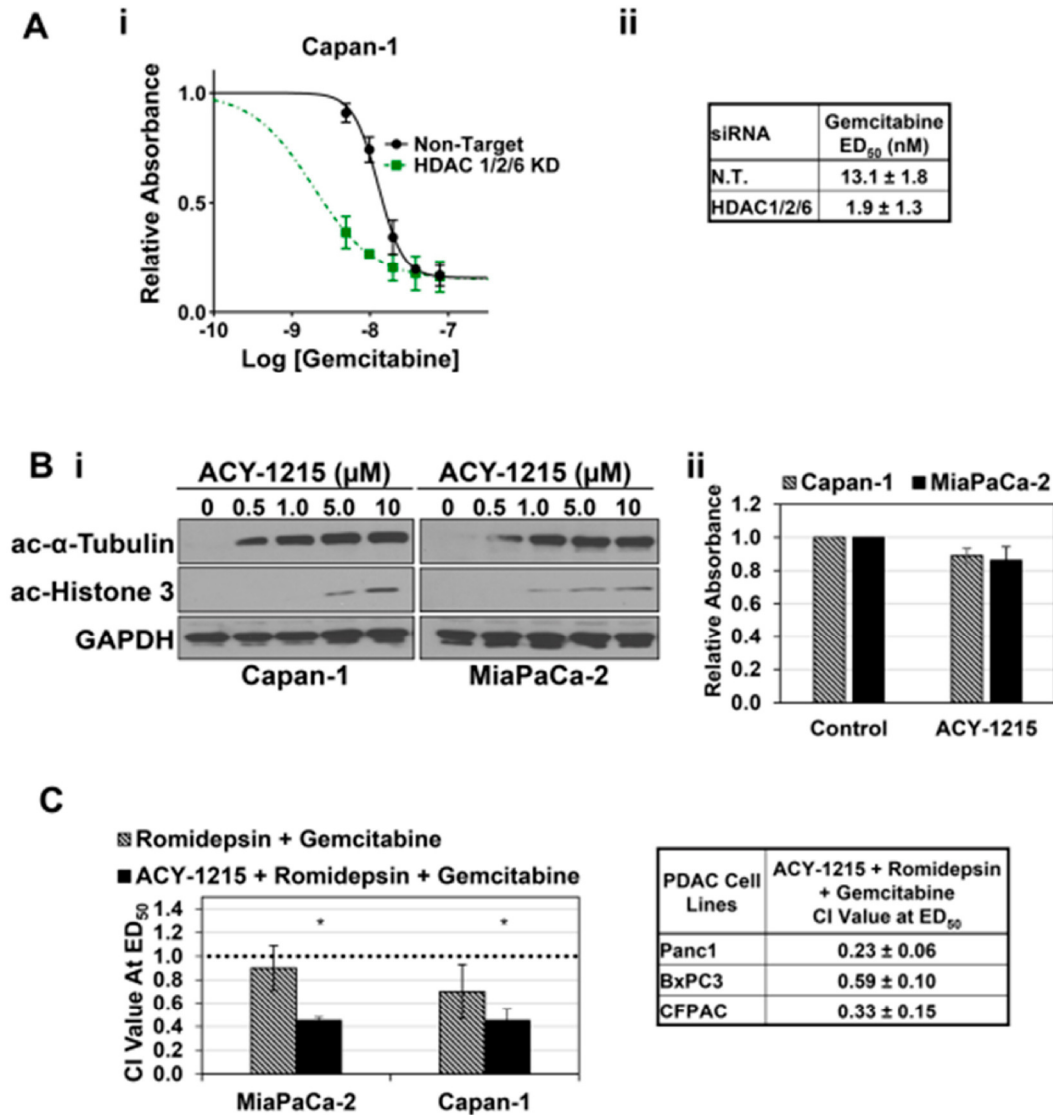 A
i
Capan-1
Relative Absorbance
1.0
0.5
0.0
Non-Target
HDAC 1/2/6 KD
-10 -9 -8 -7
Log [Gemcitabine]
ii
siRNA Gemcitabine ED50 (nM)
N.T. 13.1 ± 1.8
HDAC1/2/6 1.9 ± 1.3
B i
ACY-1215 (µM) ACY-1215 (µM)
0 0.5 1.0 5.0 10 0 0.5 1.0 5.0 10
ac-α-Tubulin
ac-Histone 3
GAPDH
Capan-1 MiaPaCa-2
ii
Capan-1 MiaPaCa-2
Relative Absorbance
1.2
1.0
0.8
0.6
0.4
0.2
0.0
Control ACY-1215
C
Romidepsin + Gemcitabine
ACY-1215 + Romidepsin + Gemcitabine
CI Value At ED50
1.4
1.2
1.0
0.8
0.6
0.4
0.2
0.0
* *
MiaPaCa-2 Capan-1
PDAC Cell Lines ACY-1215 + Romidepsin + Gemcitabine CI Value at ED50
Panc1 0.23 ± 0.06
BxPC3 0.59 ± 0.10
CFPAC 0.33 ± 0.15